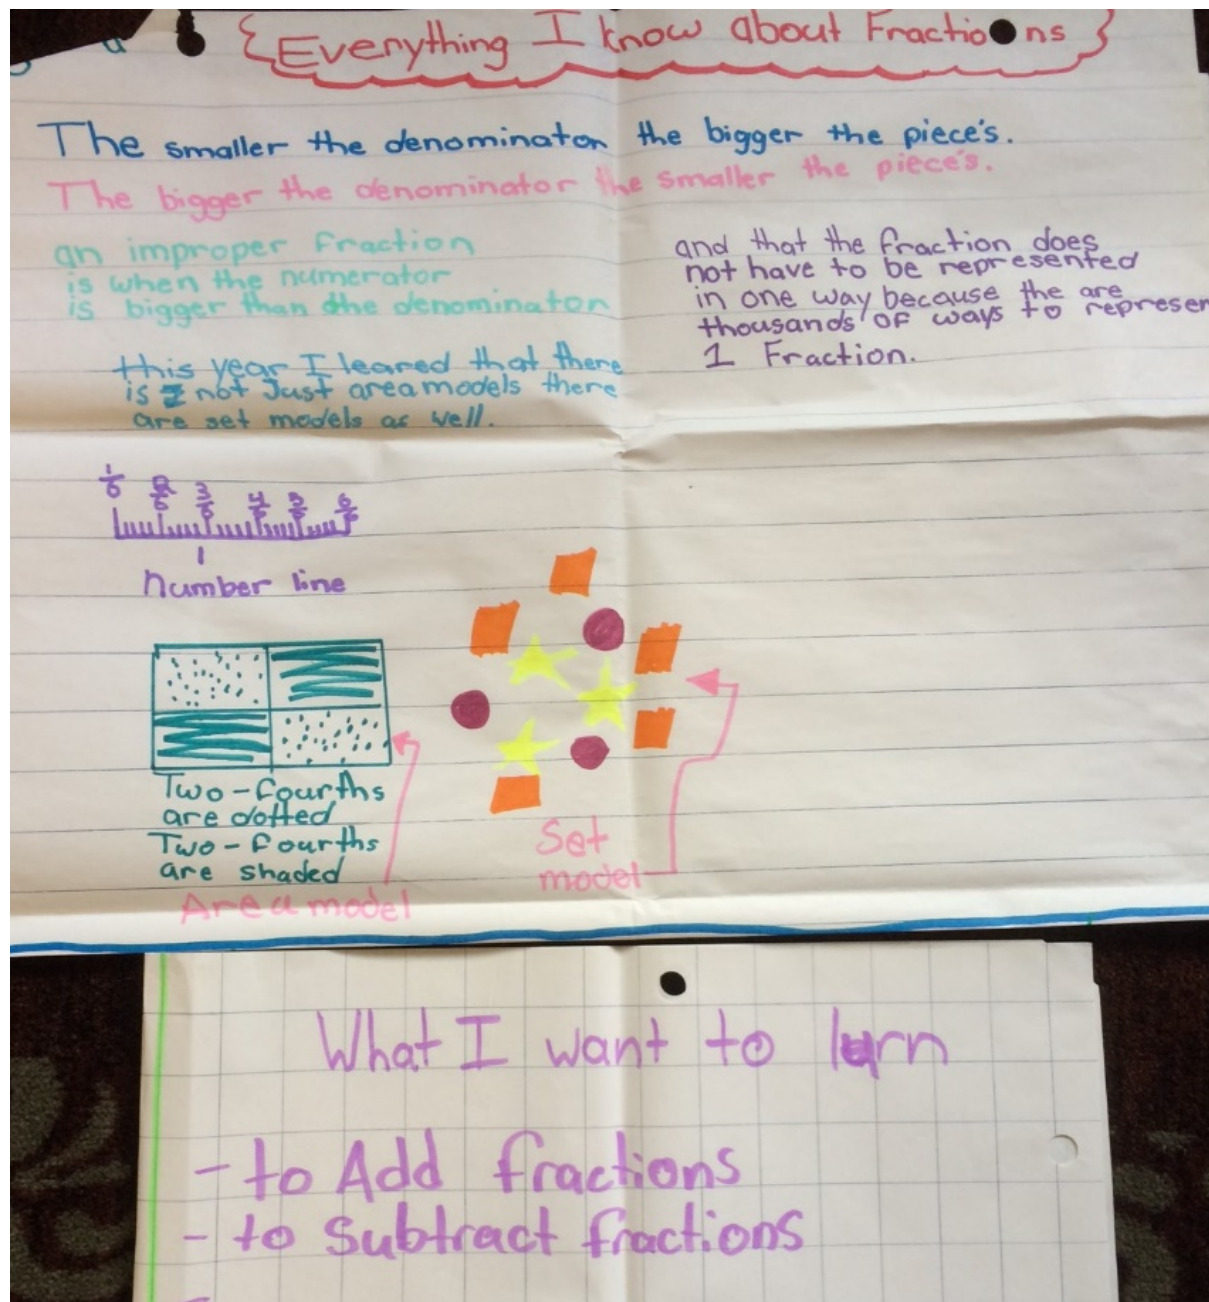 Everything I know about Fractions
The smaller the denominator the bigger the piece's.
The bigger the denominator the smaller the piece's.
an improper fraction
is when the numerator
is bigger than the denominator
this year I leared that there
is not Just area models there
are set models as well.
and that the fraction does
not have to be represented
in one way because the are
thousands of ways to represen
1 Fraction.
1/6 2/6 3/6 4/6 5/6 6/6
number line
Two-fourths
are dotted
Two-fourths
are shaded
Area model
Set
model
What I want to lurn
- to Add fractions
- to Subtract fractions